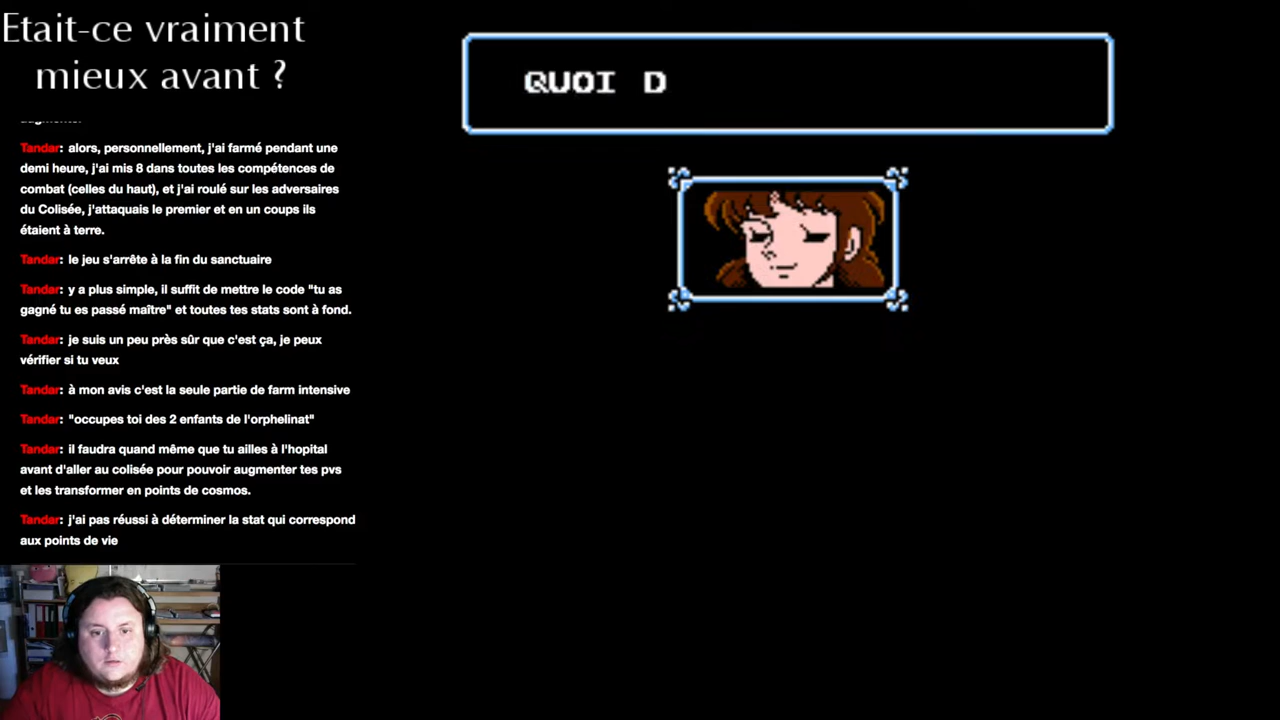 Etait-ce vraiment
mieux avant ?
QUOI D
Tandar: alors, personnellement, j'ai farmé pendant une
demi heure, j'ai mis 8 dans toutes les compétences de
combat (celles du haut), et j'ai roulé sur les adversaires
du Colisée, j'attaquais le premier et en un coups ils
étaient à terre.
Tandar: le jeu s'arrête à la fin du sanctuaire
Tandar: y a plus simple, il suffit de mettre le code "tu as
gagné tu es passé maître" et toutes tes stats sont à fond.
Tandar: je suis un peu près sûr que c'est ça, je peux
vérifier si tu veux
Tandar: à mon avis c'est la seule partie de farm intensive
Tandar: "occupes toi des 2 enfants de l'orphelinat"
Tandar: il faudra quand même que tu ailles à l'hopital
avant d'aller au colisée pour pouvoir augmenter tes pvs
et les transformer en points de cosmos.
Tandar: j'ai pas réussi à déterminer la stat qui correspond
aux points de vie